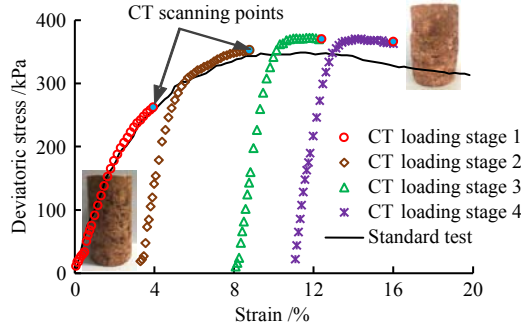 CT scanning points
Deviatoric stress /kPa
400
300
200
100
0
0
4
8
12
16
20
Strain /%
CT loading stage 1
CT loading stage 2
CT loading stage 3
CT loading stage 4
Standard test